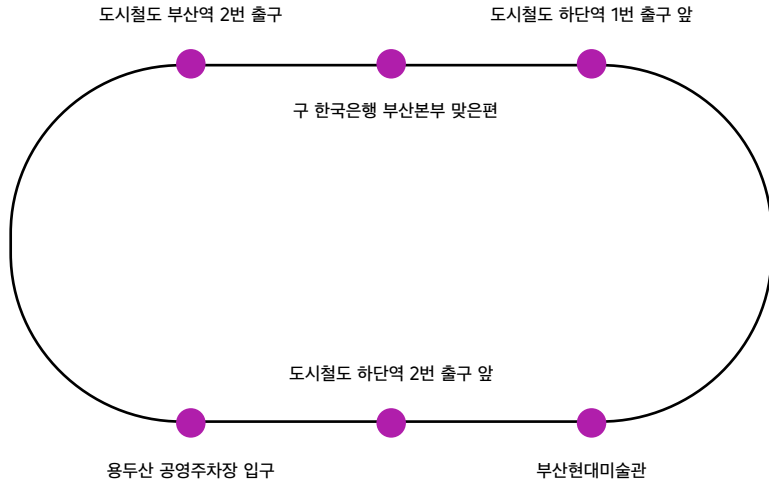 도시철도 부산역 2번 출구
도시철도 하단역 1번 출구 앞
구 한국은행 부산본부 맞은편
도시철도 하단역 2번 출구 앞
용두산 공영주차장 입구
부산현대미술관